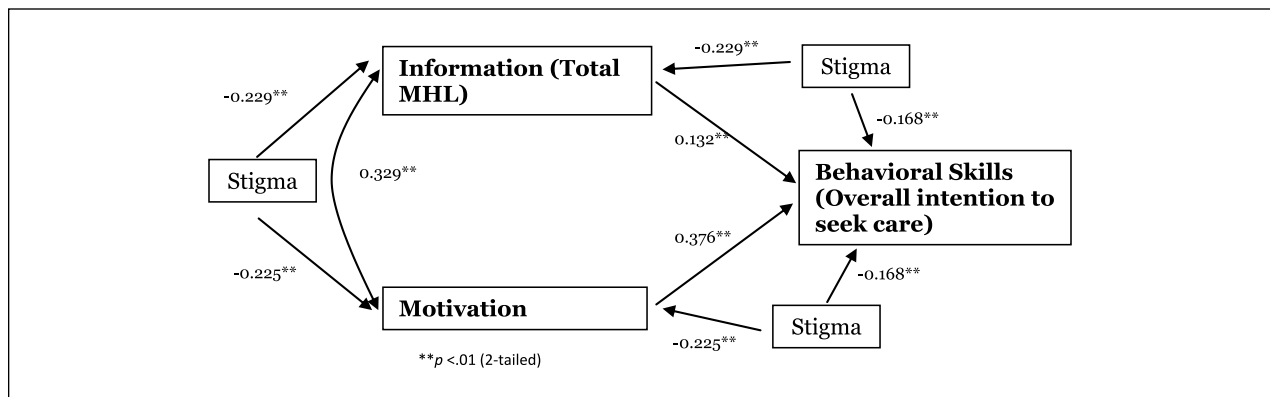 -0.229**
Information (Total
MHL)
-0.229**
Stigma
-0.168**
0.132**
Stigma
0.329**
Behavioral Skills
(Overall intention to
seek care)
0.376**
-0.225**
Motivation
-0.168**
Stigma
-0.225**
**p <.01 (2-tailed)